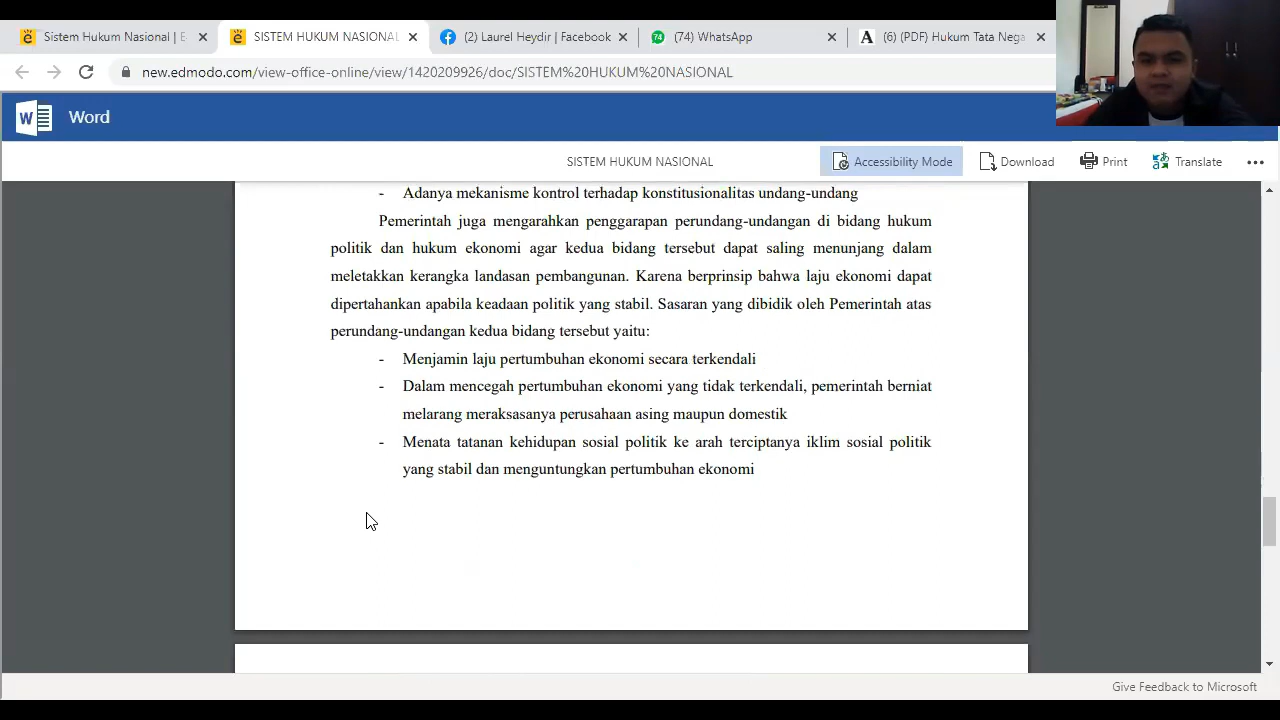 Sistem Hukum Nasional | E
SISTEM HUKUM NASIONAL
(2) Laurel Heydir | Facebook
74
(74) WhatsApp
A
(6) (PDF) Hukum Tata Nega
new.edmodo.com/view-office-online/view/1420209926/doc/SISTEM%20HUKUM%20NASIONAL
W
Word
SISTEM HUKUM NASIONAL
Accessibility Mode
Download
Print
Translate
- Adanya mekanisme kontrol terhadap konstitusionalitas undang-undang
Pemerintah juga mengarahkan penggarapan perundang-undangan di bidang hukum
politik dan hukum ekonomi agar kedua bidang tersebut dapat saling menunjang dalam
meletakkan kerangka landasan pembangunan. Karena berprinsip bahwa laju ekonomi dapat
dipertahankan apabila keadaan politik yang stabil. Sasaran yang dibidik oleh Pemerintah atas
perundang-undangan kedua bidang tersebut yaitu:
- Menjamin laju pertumbuhan ekonomi secara terkendali
- Dalam mencegah pertumbuhan ekonomi yang tidak terkendali, pemerintah berniat
melarang meraksasanya perusahaan asing maupun domestik
- Menata tatanan kehidupan sosial politik ke arah terciptanya iklim sosial politik
yang stabil dan menguntungkan pertumbuhan ekonomi
Give Feedback to Microsoft